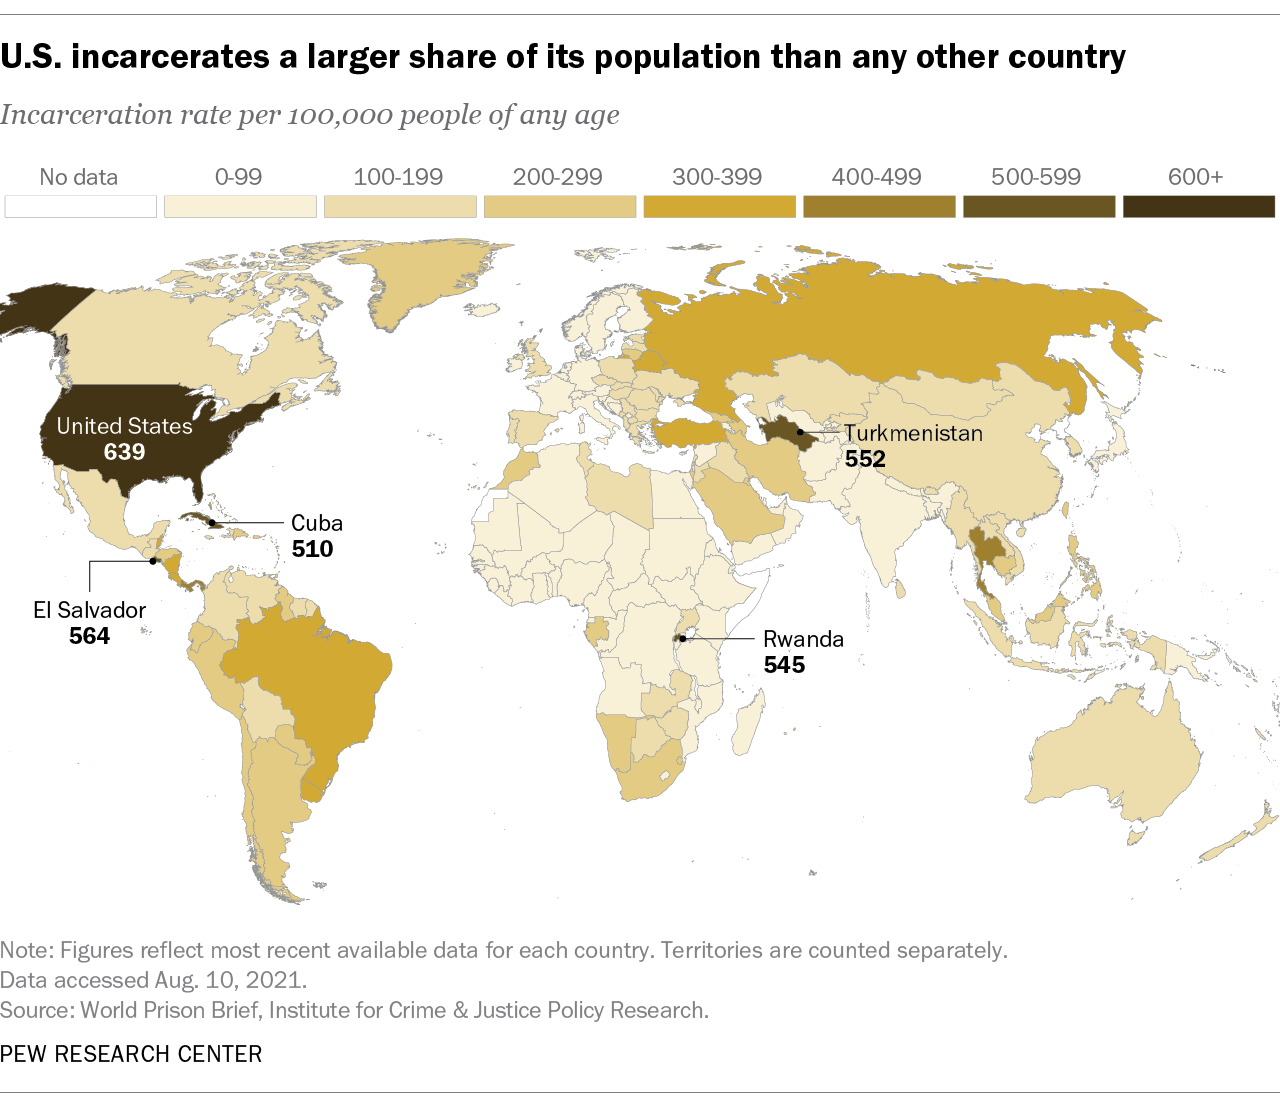 U.S. incarcerates a larger share of its population than any other country
Incarceration rate per 100,000 people of any age
No data 0-99 100-199 200-299 300-399 400-499 500-599 600+
United States
639
Turkmenistan
552
Cuba
510
El Salvador
564
Rwanda
545
Note: Figures reflect most recent available data for each country. Territories are counted separately.
Data accessed Aug. 10, 2021.
Source: World Prison Brief, Institute for Crime & Justice Policy Research.
PEW RESEARCH CENTER